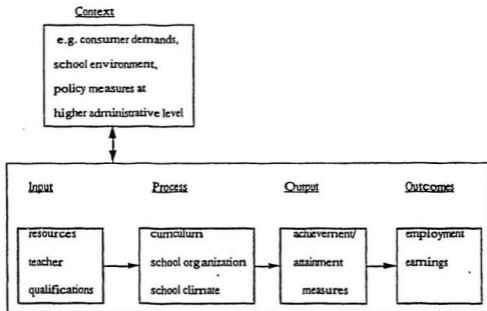 Context
e.g. consumer demands,
school environment,
policy measures at
higher administrative level
Input
Process
Output
Outcomes
resources
teacher
qualifications
curriculum
school organization
school climate
achievement/
attainment
measures
employment
earnings